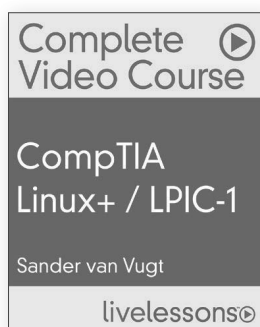 Complete
Video Course
CompTIA
Linux+ / LPIC-1
Sander van Vugt
livelessons